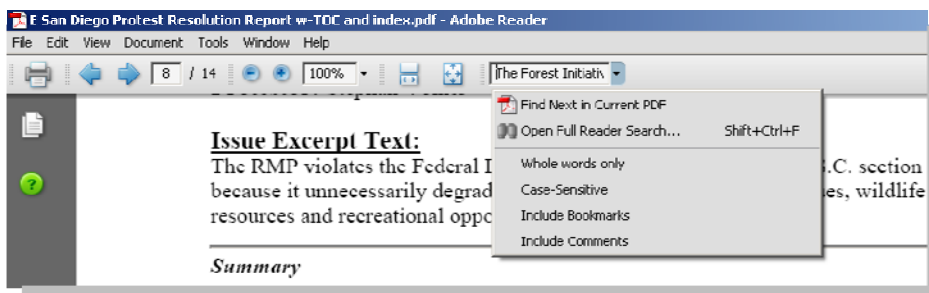 E San Diego Protest Resolution Report w-TOC and index.pdf - Adobe Reader
File Edit View Document Tools Window Help
8 / 14 100% The Forest Initiativ
Find Next in Current PDF
Open Full Reader Search... Shift+Ctrl+F
Whole words only
Case-Sensitive
Include Bookmarks
Include Comments
?
Issue Excerpt Text:
The RMP violates the Federal .C. section
because it unnecessarily degrad es, wildlife
resources and recreational oppo
Summary